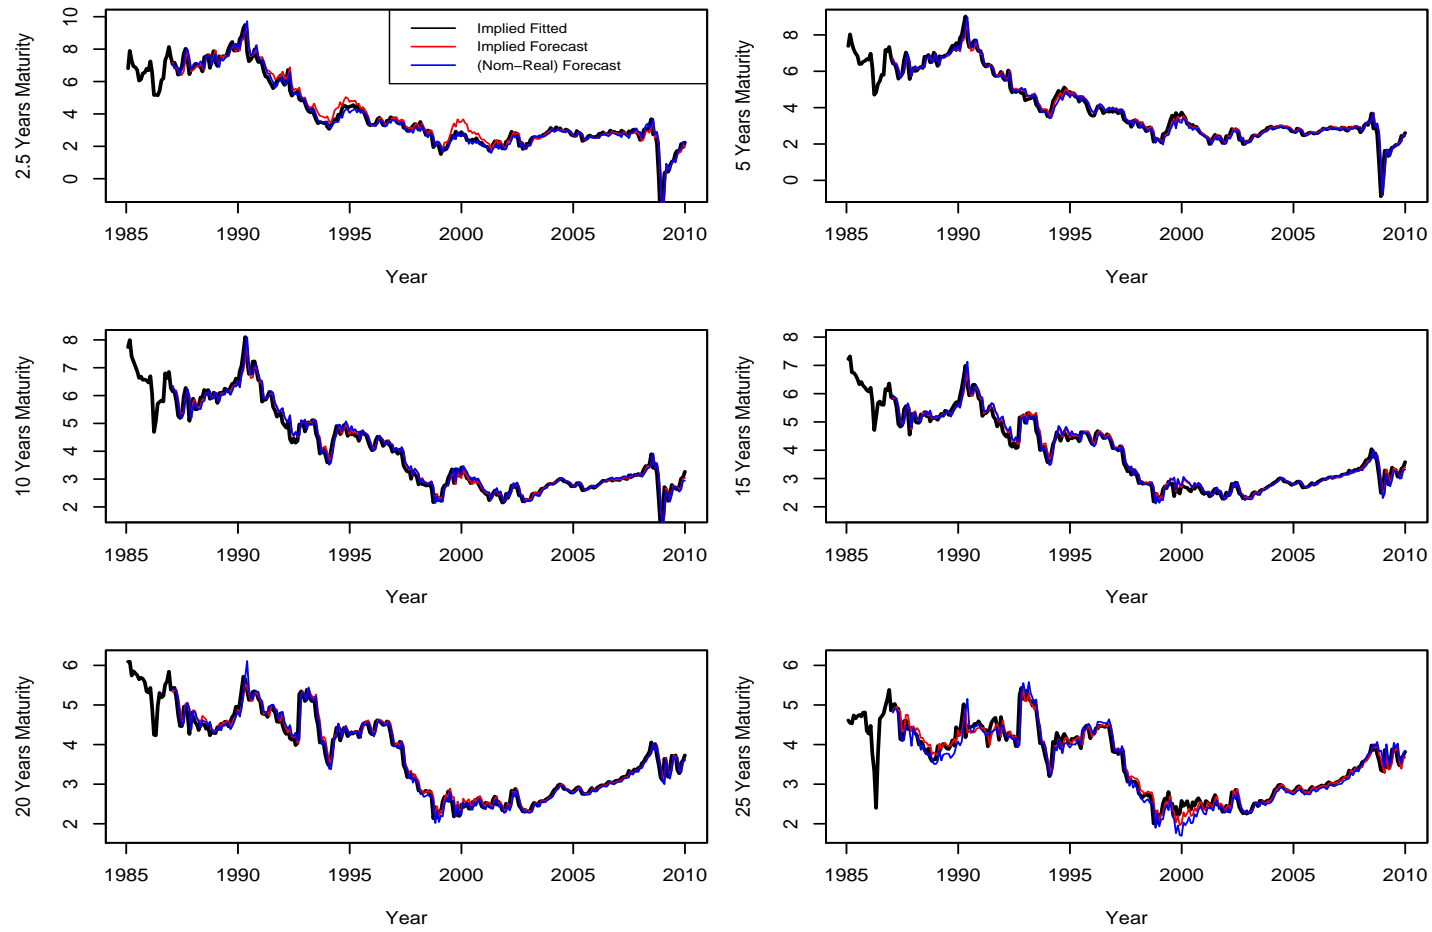 2.5 Years Maturity
10
8
6
4
2
0
Implied Fitted
Implied Forecast
(Nom−Real) Forecast
1985 1990 1995 2000 2005 2010
Year
5 Years Maturity
8
6
4
2
0
1985 1990 1995 2000 2005 2010
Year
10 Years Maturity
8
7
6
5
4
3
2
1985 1990 1995 2000 2005 2010
Year
15 Years Maturity
8
7
6
5
4
3
2
1985 1990 1995 2000 2005 2010
Year
20 Years Maturity
6
5
4
3
2
1985 1990 1995 2000 2005 2010
Year
25 Years Maturity
6
5
4
3
2
1985 1990 1995 2000 2005 2010
Year